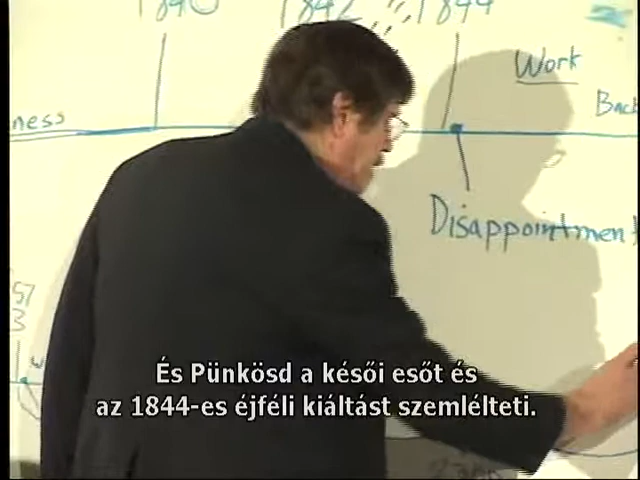 1840 1842 1844
Work
Back
ness
Disappointment
57
3
És Pünkösd a késői esőt és
az 1844-es éjféli kiáltást szemlélteti.